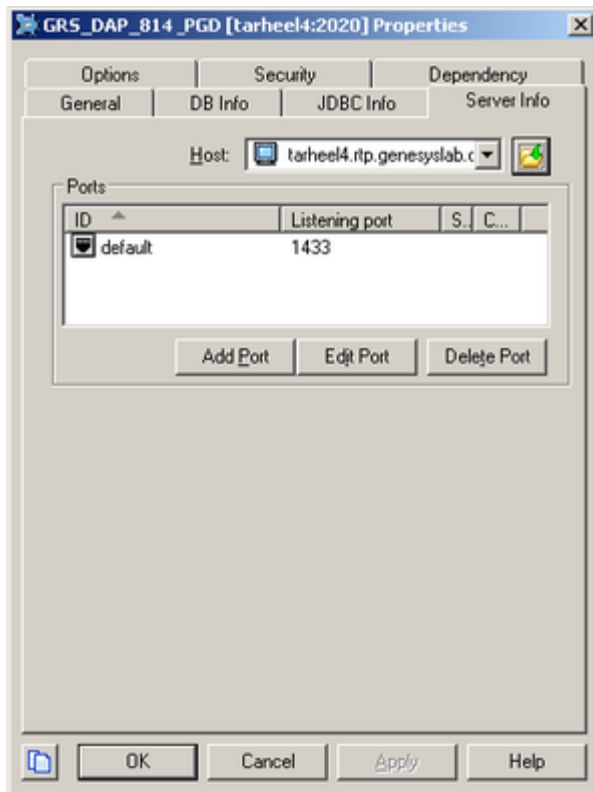 GRS_DAP_814_PGD [tarheel4:2020] Properties
Options Security Dependency
General DB Info JDBC Info Server Info
Host: tarheel4.rtp.genesyslab.c
Ports
ID Listening port S.. C...
default 1433
Add Port Edit Port Delete Port
OK Cancel Apply Help